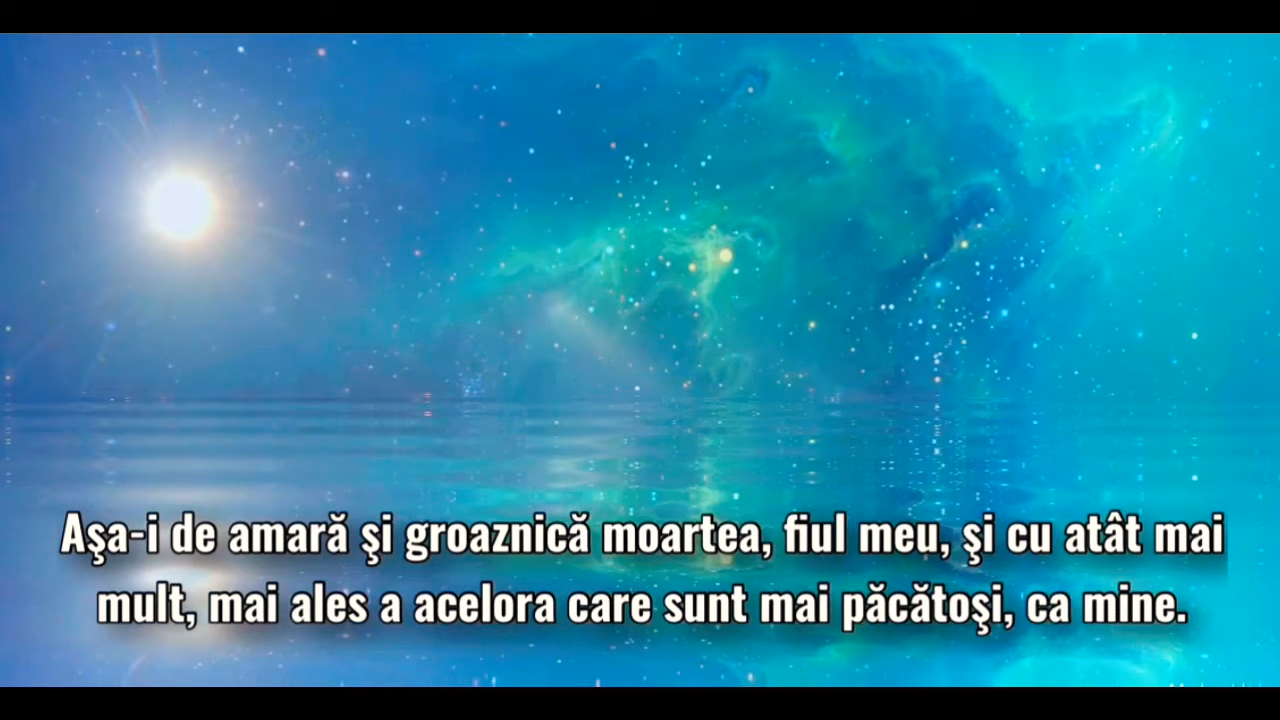 Aşa-i de amară şi groaznică moartea, fiul meu, şi cu atât mai
mult, mai ales a acelora care sunt mai păcătoşi, ca mine.